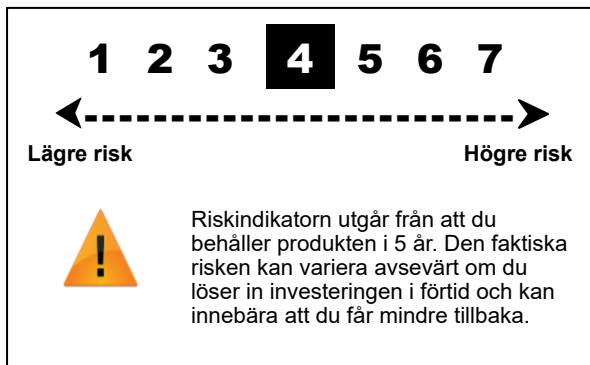 1 2 3 4 5 6 7
Lägre risk Högre risk
!
Riskindikatorn utgår från att du
behåller produkten i 5 år. Den faktiska
risken kan variera avsevärt om du
löser in investeringen i förtid och kan
innebära att du får mindre tillbaka.